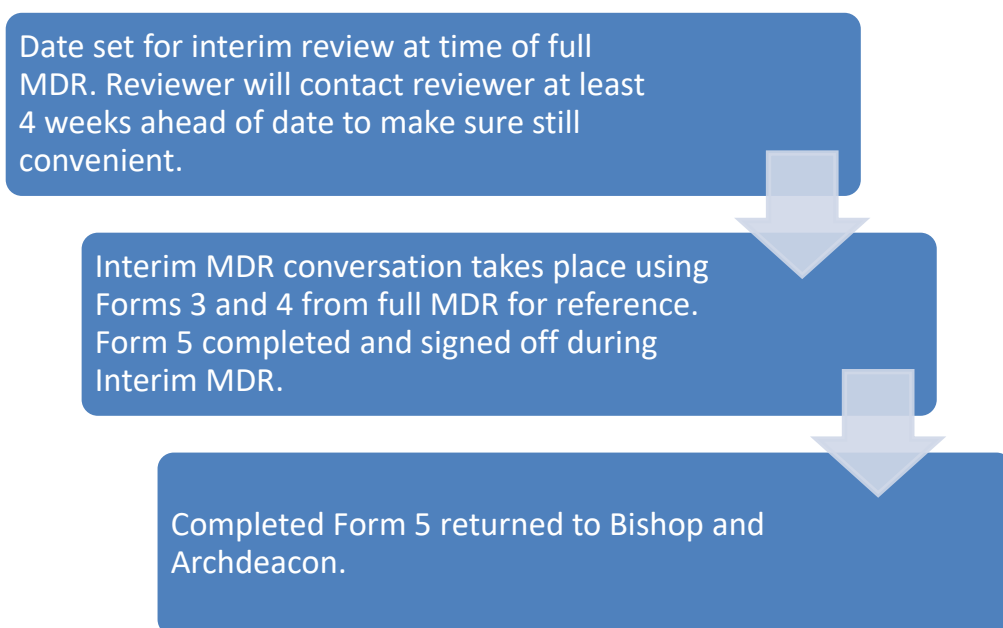 Date set for interim review at time of full
MDR. Reviewer will contact reviewer at least
4 weeks ahead of date to make sure still
convenient.
Interim MDR conversation takes place using
Forms 3 and 4 from full MDR for reference.
Form 5 completed and signed off during
Interim MDR.
Completed Form 5 returned to Bishop and
Archdeacon.